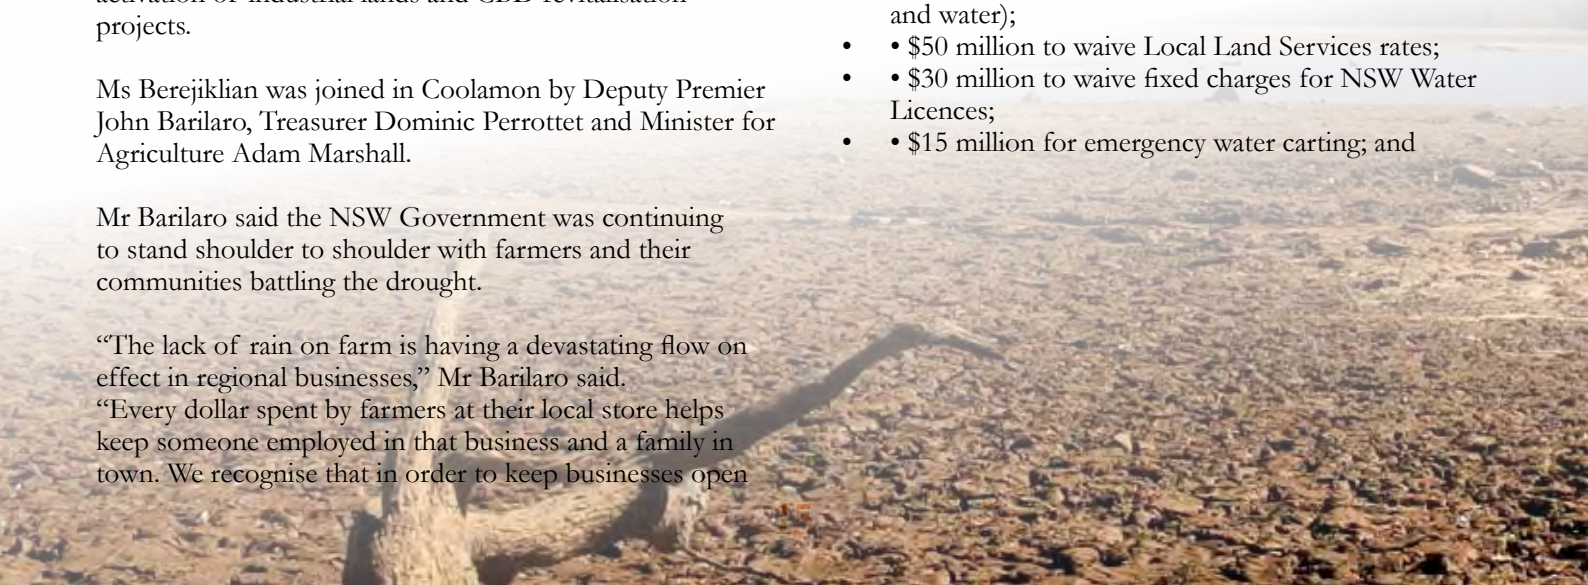 projects.
Ms Berejiklian was joined in Coolamon by Deputy Premier
John Barilaro, Treasurer Dominic Perrottet and Minister for
Agriculture Adam Marshall.
Mr Barilaro said the NSW Government was continuing
to stand shoulder to shoulder with farmers and their
communities battling the drought.
“The lack of rain on farm is having a devastating flow on
effect in regional businesses,” Mr Barilaro said.
“Every dollar spent by farmers at their local store helps
keep someone employed in that business and a family in
town. We recognise that in order to keep businesses open
and water);
• • $50 million to waive Local Land Services rates;
• • $30 million to waive fixed charges for NSW Water
Licences;
• • $15 million for emergency water carting; and
15